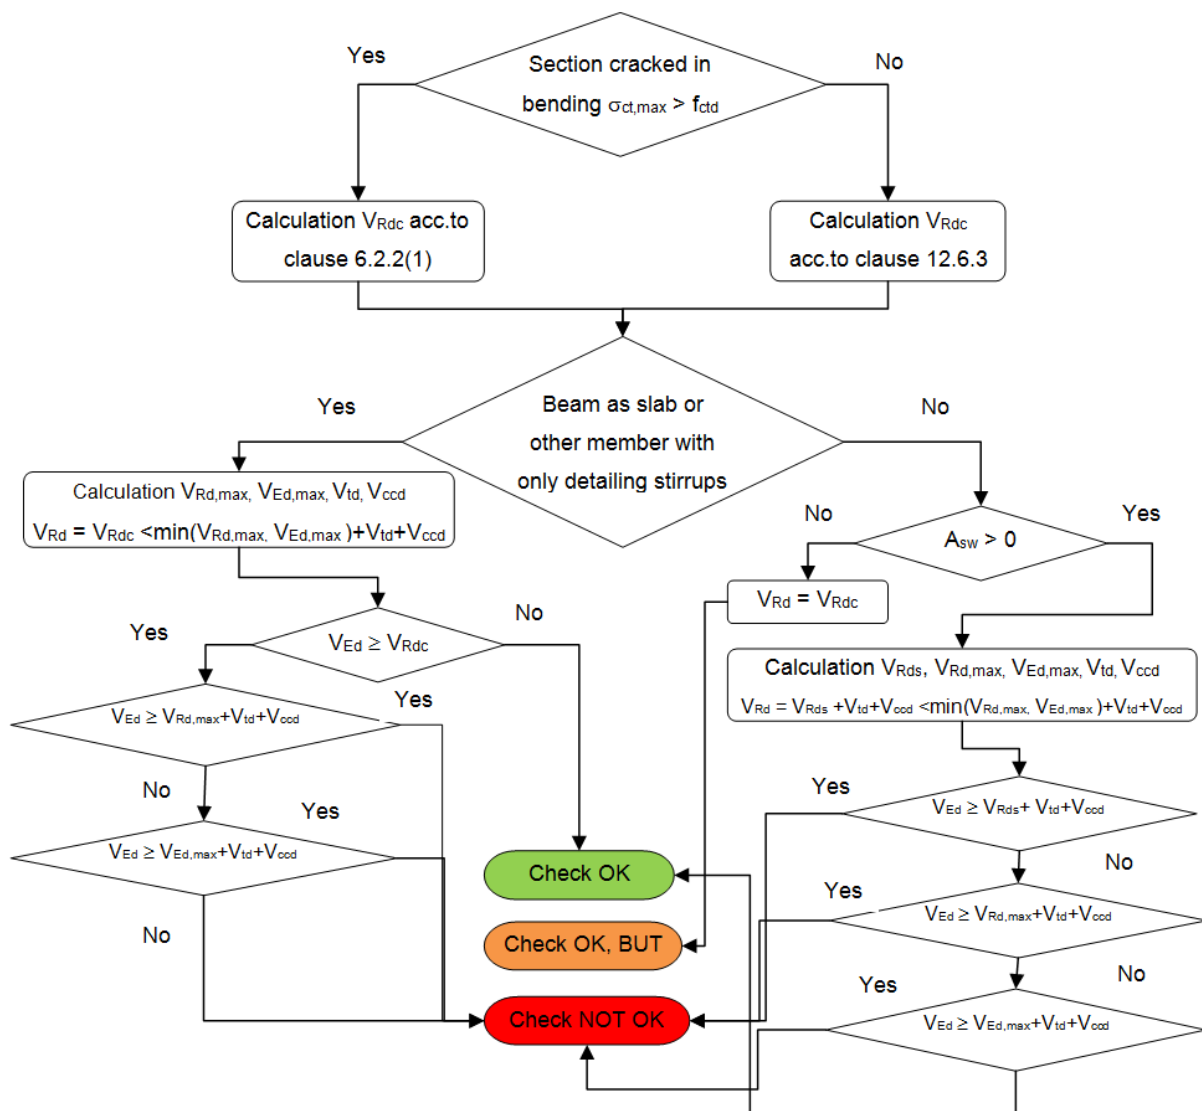 Yes
Section cracked in
bending σct,max > fctd
No
Calculation VRdc acc.to
clause 6.2.2(1)
Calculation VRdc
acc.to clause 12.6.3
Yes
Beam as slab or
other member with
only detailing stirrups
No
Calculation VRd,max, VEd,max, Vtd, Vccd
VRd = VRdc <min(VRd,max, VEd,max )+Vtd+Vccd
No
Asw > 0
Yes
VRd = VRdc
Yes
VEd ≥ VRdc
No
Calculation VRds, VRd,max, VEd,max, Vtd, Vccd
VRd = VRds +Vtd+Vccd <min(VRd,max, VEd,max )+Vtd+Vccd
VEd ≥ VRd,max+Vtd+Vccd
Yes
No
Yes
VEd ≥ VEd,max+Vtd+Vccd
No
Yes
VEd ≥ VRds+ Vtd+Vccd
No
Check OK
Yes
VEd ≥ VRd,max+Vtd+Vccd
No
Check OK, BUT
Yes
VEd ≥ VEd,max+Vtd+Vccd
Check NOT OK